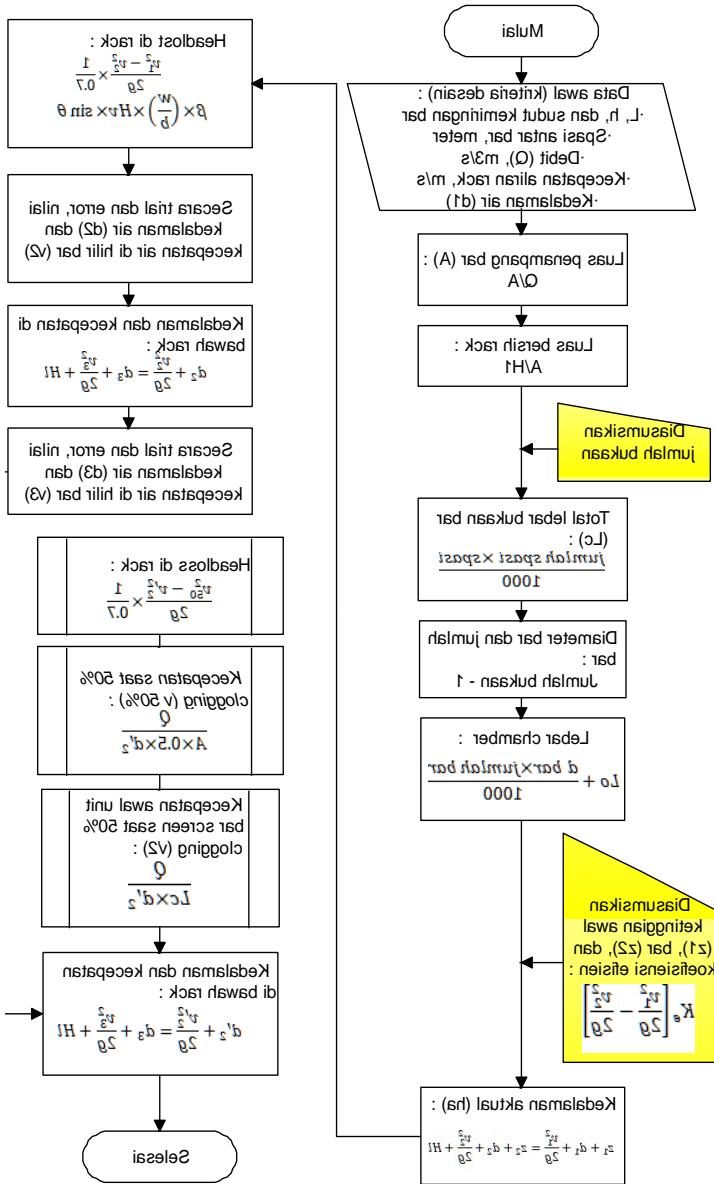 Mulai
Data awal (kriteria desain) :
·L, h, dan sudut kemiringan bar
·Spasi antar bar, meter
·Debit (Q), m3/s
·Kecepatan aliran rack, m/s
·Kedalaman air (d1)
Luas penampang bar (A) :
Q/A
Luas bersih rack :
A/H1
Diasumsikan
jumlah bukaan
Total lebar bukaan bar
(Lc) :
jumlah spasi × spasi
1000
Diameter bar dan jumlah
bar :
Jumlah bukaan - 1
Lebar chamber :
Lo + d bar×jumlah bar
1000
Diasumsikan
ketinggian awal
(z1), bar (z2), dan
koefisiensi efisien :
Kₑ[v₁²/2g − v₂²/2g]
Kedalaman aktual (ha) :
z₁ + d₁ + v₁²/2g = z₂ + d₂ + v₂²/2g + Hl
Headlost di rack :
v₁² − v₂²/2g × 1/0.7
β × (w/b) × Hv × sin θ
Secara trial dan error, nilai
kedalaman air (d2) dan
kecepatan air di hilir bar (v2)
Kedalaman dan kecepatan di
bawah rack :
d₂ + v₂²/2g = d₃ + v₃²/2g + Hl
Secara trial dan error, nilai
kedalaman air (d3) dan
kecepatan air di hilir bar (v3)
Headloss di rack :
v₅₀² − v'₂²/2g × 1/0.7
Kecepatan saat 50%
clogging (v 50%) :
Q
A×0.5×d'₂
Kecepatan awal unit
bar screen saat 50%
clogging (v2) :
Q
Lc×d'₂
Kedalaman dan kecepatan
di bawah rack :
d'₂ + v'₂²/2g = d₃ + v₃²/2g + Hl
Selesai